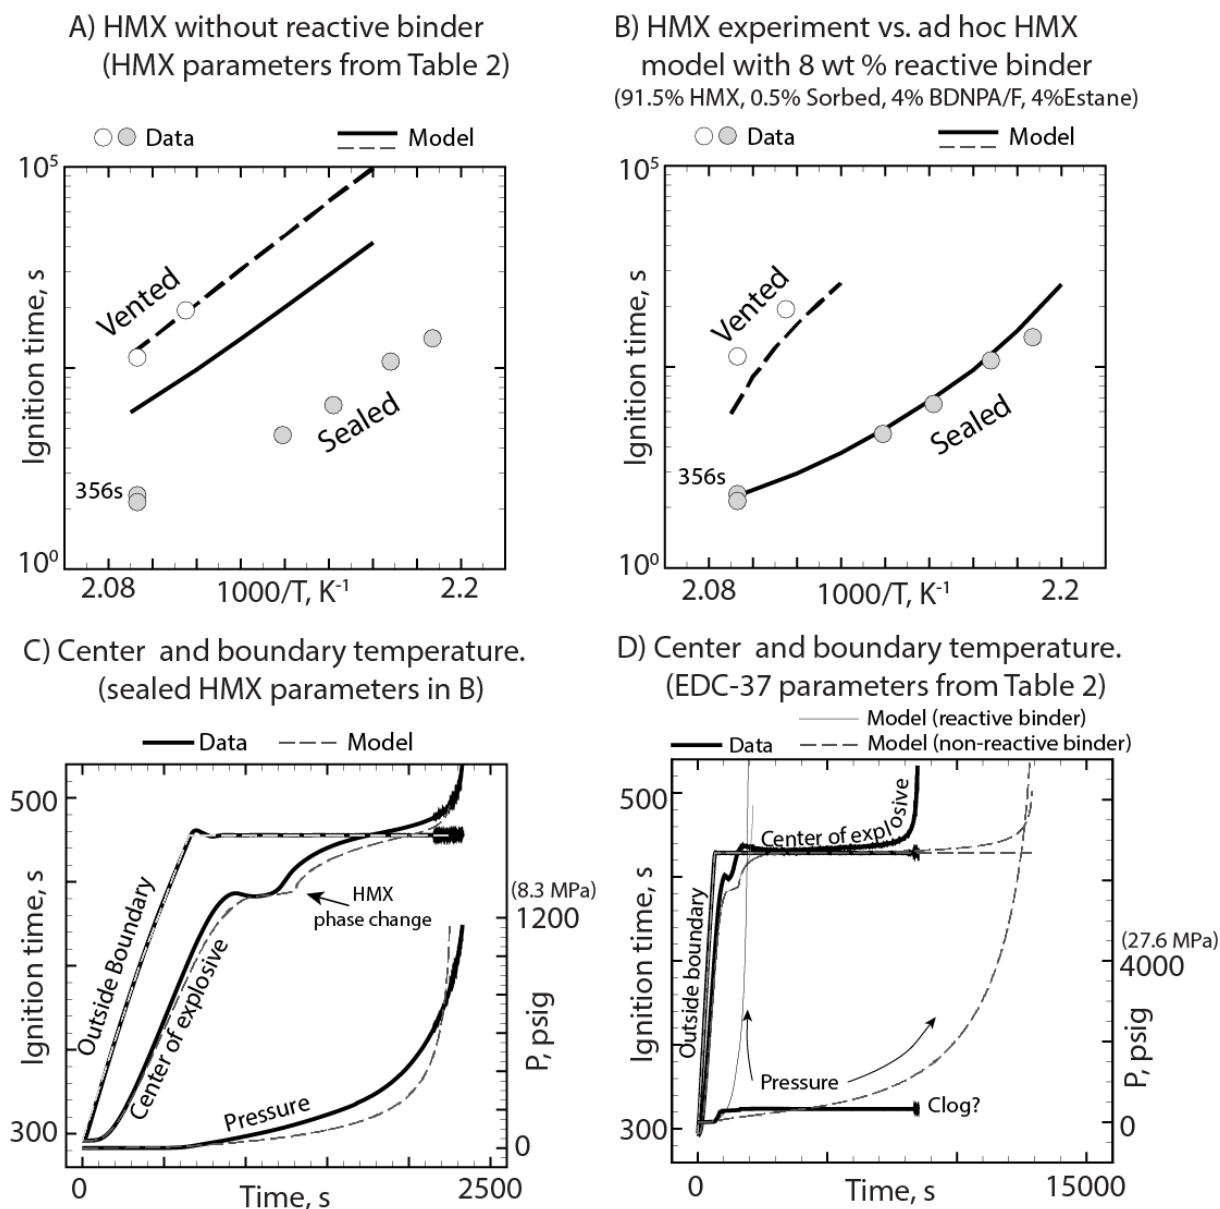 A) HMX without reactive binder
(HMX parameters from Table 2)
Data
Model
10⁵
Ignition time, s
Vented
Sealed
356s
10⁰
2.08
1000/T, K⁻¹
2.2
B) HMX experiment vs. ad hoc HMX
model with 8 wt % reactive binder
(91.5% HMX, 0.5% Sorbed, 4% BDNPA/F, 4%Estane)
Data
Model
10⁵
Ignition time, s
Vented
Sealed
356s
10⁰
2.08
1000/T, K⁻¹
2.2
C) Center and boundary temperature.
(sealed HMX parameters in B)
Data
Model
500
Ignition time, s
300
Outside Boundary
Center of explosive
HMX
phase change
Pressure
(8.3 MPa)
1200
P, psig
0
0
Time, s
2500
D) Center and boundary temperature.
(EDC-37 parameters from Table 2)
Model (reactive binder)
Data
Model (non-reactive binder)
500
Ignition time, s
300
Outside boundary
Center of explosive
Pressure
Clog?
(27.6 MPa)
4000
P, psig
0
0
Time, s
15000